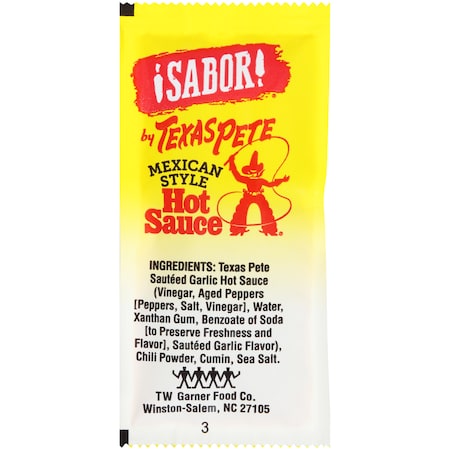 ¡SABOR!
®
by TEXAS PETE
MEXICAN
STYLE
Hot
Sauce
®
INGREDIENTS: Texas Pete
Sautéed Garlic Hot Sauce
(Vinegar, Aged Peppers
[Peppers, Salt, Vinegar], Water,
Xanthan Gum, Benzoate of Soda
[to Preserve Freshness and
Flavor], Sautéed Garlic Flavor),
Chili Powder, Cumin, Sea Salt.
TW Garner Food Co.
Winston-Salem, NC 27105
3